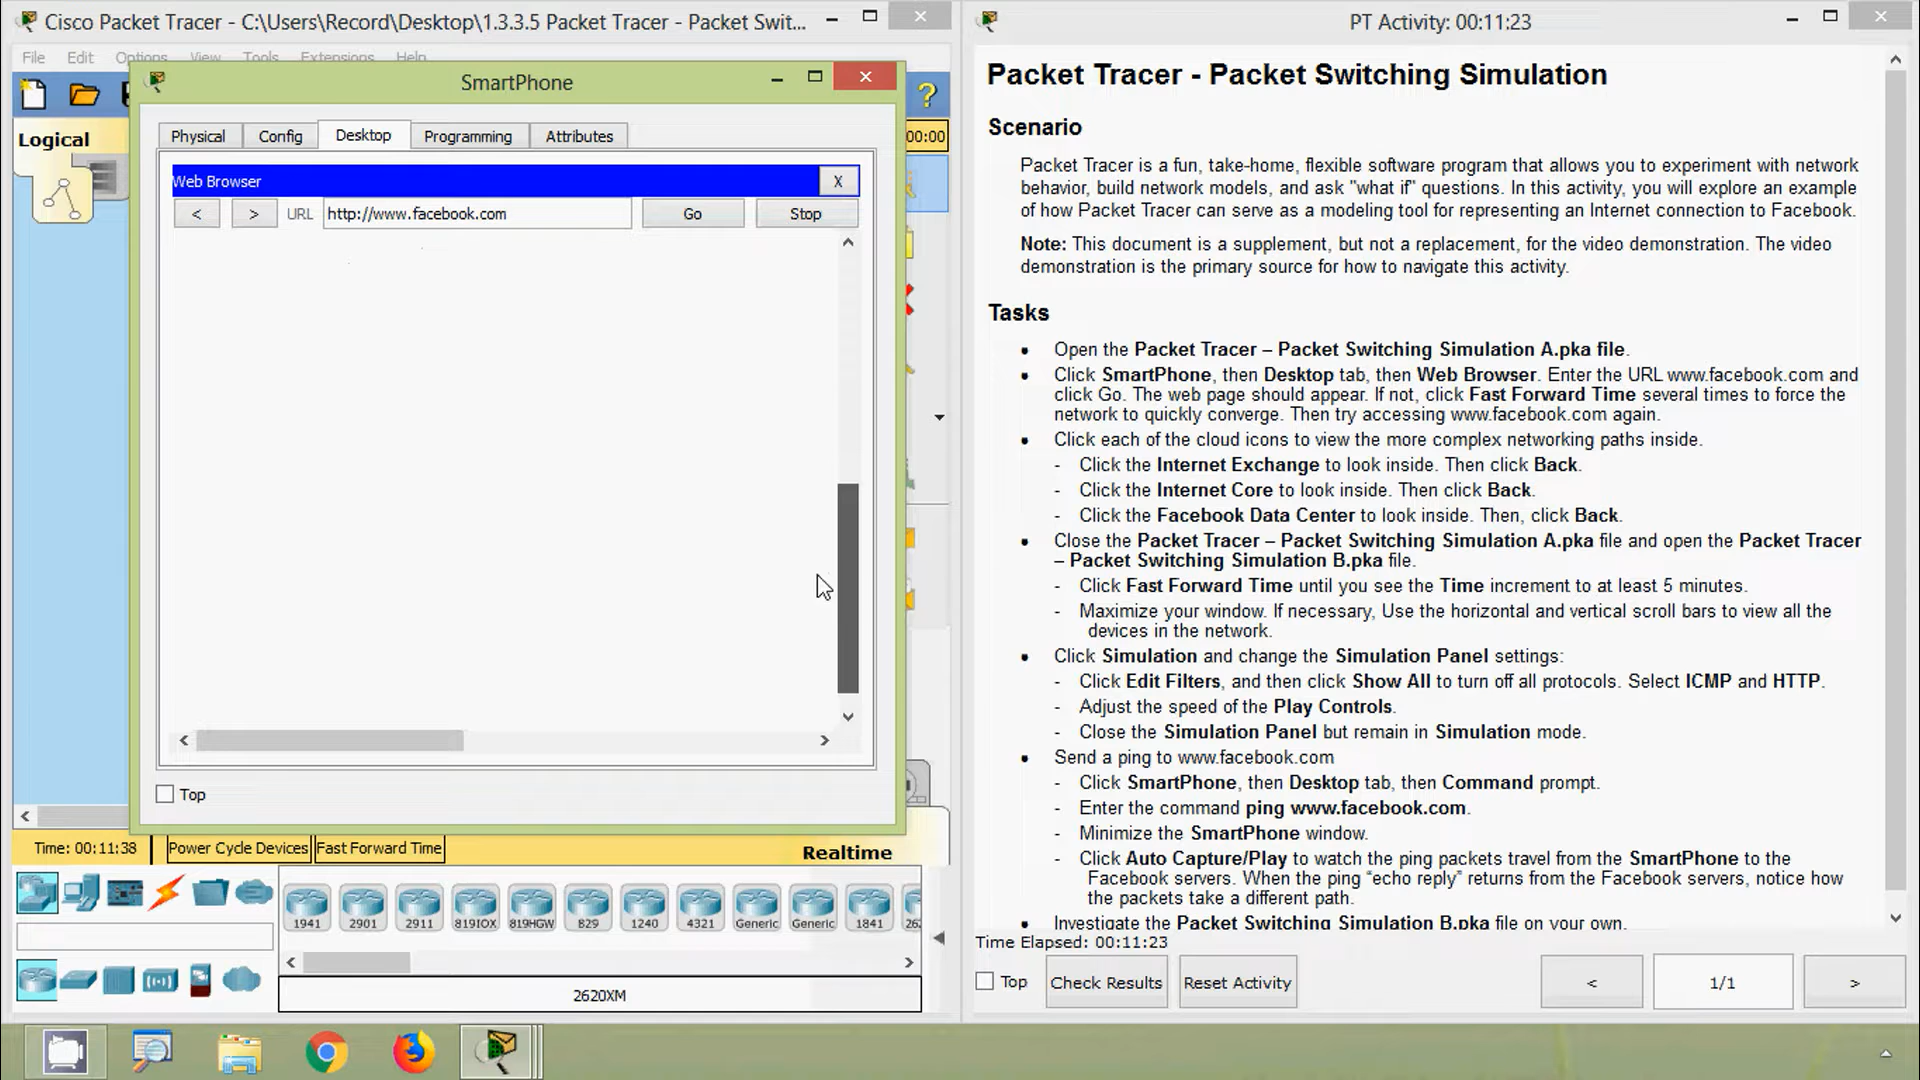 Cisco Packet Tracer - C:\Users\Record\Desktop\1.3.3.5 Packet Tracer - Packet Swit...
File Edit Options View Tools Extensions Help
SmartPhone
Logical
00:00
Physical Config Desktop Programming Attributes
Web Browser X
< > URL http://www.facebook.com Go Stop
Top
Time: 00:11:38 Power Cycle Devices Fast Forward Time Realtime
1941 2901 2911 819IOX 819HGW 829 1240 4321 Generic Generic 1841
2620XM
PT Activity: 00:11:23
Packet Tracer - Packet Switching Simulation
Scenario
Packet Tracer is a fun, take-home, flexible software program that allows you to experiment with network
behavior, build network models, and ask "what if" questions. In this activity, you will explore an example
of how Packet Tracer can serve as a modeling tool for representing an Internet connection to Facebook.
Note: This document is a supplement, but not a replacement, for the video demonstration. The video
demonstration is the primary source for how to navigate this activity.
Tasks
• Open the Packet Tracer – Packet Switching Simulation A.pka file.
• Click SmartPhone, then Desktop tab, then Web Browser. Enter the URL www.facebook.com and
click Go. The web page should appear. If not, click Fast Forward Time several times to force the
network to quickly converge. Then try accessing www.facebook.com again.
• Click each of the cloud icons to view the more complex networking paths inside.
- Click the Internet Exchange to look inside. Then click Back.
- Click the Internet Core to look inside. Then click Back.
- Click the Facebook Data Center to look inside. Then, click Back.
• Close the Packet Tracer – Packet Switching Simulation A.pka file and open the Packet Tracer
– Packet Switching Simulation B.pka file.
- Click Fast Forward Time until you see the Time increment to at least 5 minutes.
- Maximize your window. If necessary, Use the horizontal and vertical scroll bars to view all the
devices in the network.
• Click Simulation and change the Simulation Panel settings:
- Click Edit Filters, and then click Show All to turn off all protocols. Select ICMP and HTTP.
- Adjust the speed of the Play Controls.
- Close the Simulation Panel but remain in Simulation mode.
• Send a ping to www.facebook.com
- Click SmartPhone, then Desktop tab, then Command prompt.
- Enter the command ping www.facebook.com.
- Minimize the SmartPhone window.
- Click Auto Capture/Play to watch the ping packets travel from the SmartPhone to the
Facebook servers. When the ping “echo reply” returns from the Facebook servers, notice how
the packets take a different path.
• Investigate the Packet Switching Simulation B.pka file on your own.
Time Elapsed: 00:11:23
Top Check Results Reset Activity < 1/1 >